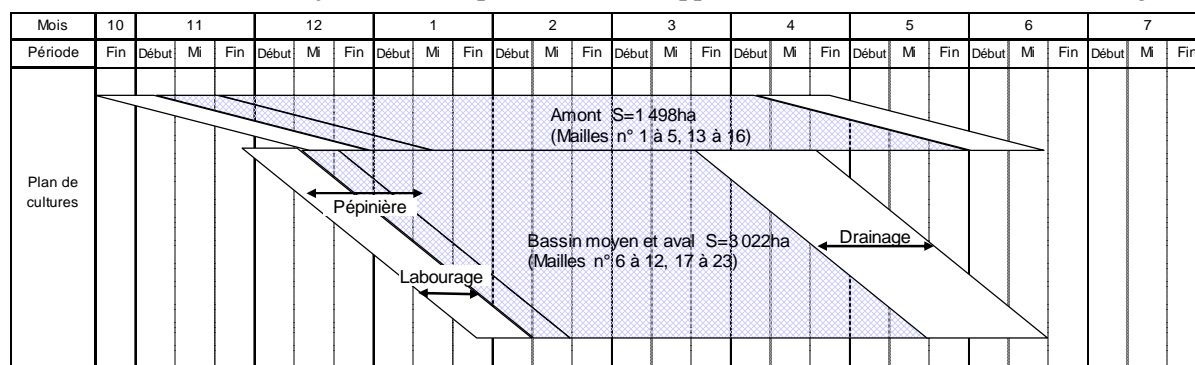 Mois 10 11 12 1 2 3 4 5 6 7
Période Fin Début Mi Fin Début Mi Fin Début Mi Fin Début Mi Fin Début Mi Fin Début Mi Fin Début Mi Fin Début Mi Fin Début Mi Fin
Amont S=1 498ha
(Mailles n° 1 à 5, 13 à 16)
Plan de
cultures
Pépinière
Bassin moyen et aval S=3 022ha
(Mailles n° 6 à 12, 17 à 23)
Drainage
Labourage